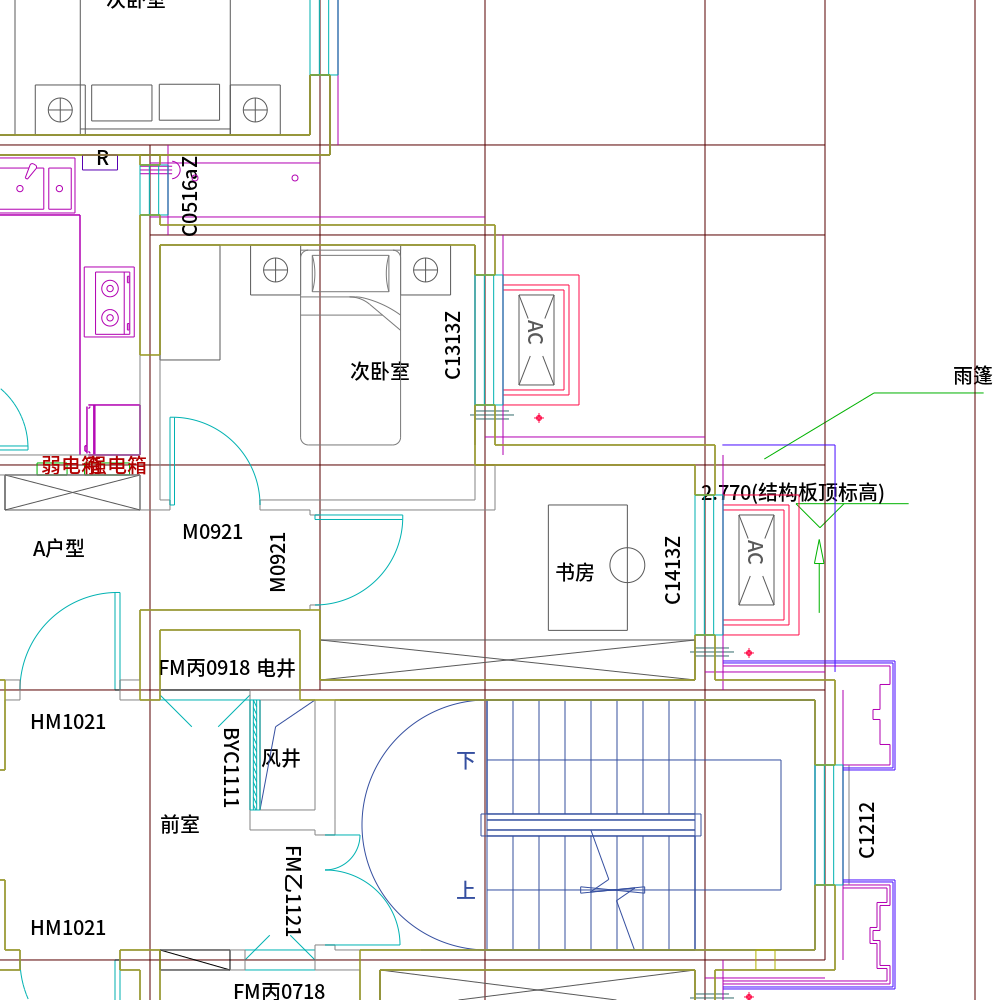 次卧室
R
C0516aZ
AC
C1313Z
次卧室
雨篷
弱电箱
强电箱
2.770(结构板顶标高)
M0921
A户型
M0921
AC
书房
C1413Z
FM丙0918 电井
HM1021
BYC1111
风井
下
前室
C1212
FM乙1121
上
HM1021
FM丙0718